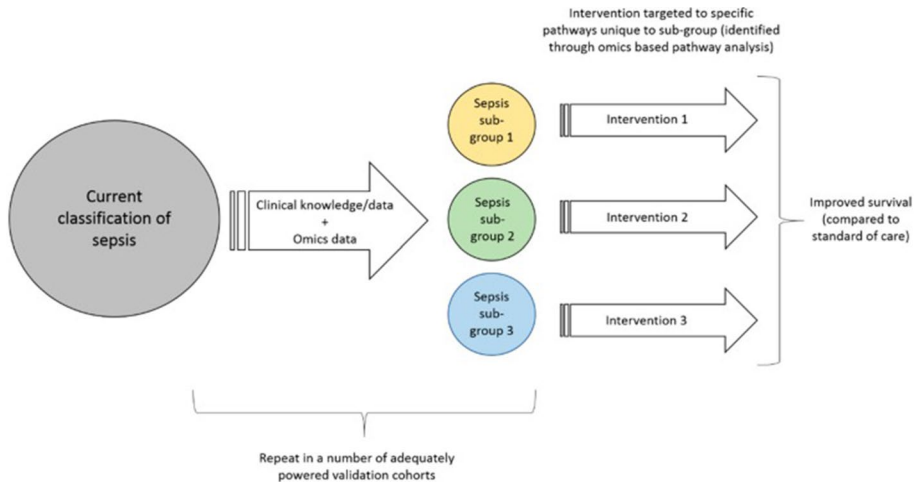 Intervention targeted to specific
pathways unique to sub-group (identified
through omics based pathway analysis)
Current
classification of
sepsis
Clinical knowledge/data
+
Omics data
Sepsis
sub-
group 1
Sepsis
sub-
group 2
Sepsis
sub-
group 3
Intervention 1
Intervention 2
Intervention 3
Improved survival
(compared to
standard of care)
Repeat in a number of adequately
powered validation cohorts